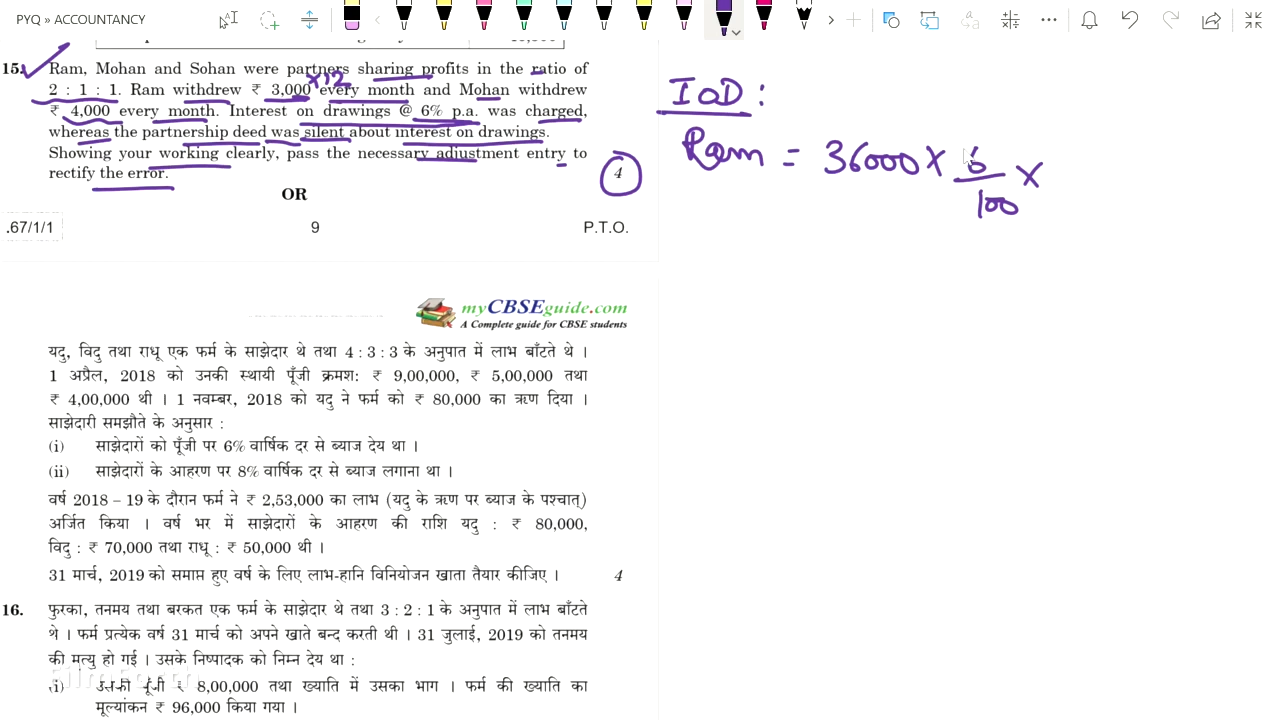 PYQ » ACCOUNTANCY
15. Ram, Mohan and Sohan were partners sharing profits in the ratio of
2 : 1 : 1. Ram withdrew ₹ 3,000 ×12 every month and Mohan withdrew
₹ 4,000 every month. Interest on drawings @ 6% p.a. was charged,
whereas the partnership deed was silent about interest on drawings.
Showing your working clearly, pass the necessary adjustment entry to
rectify the error. 4
OR
.67/1/1 9 P.T.O.
IOD :
Ram = 36000 × 6/100 ×
myCBSEguide.com
A Complete guide for CBSE students
यदु, विदु तथा राधू एक फर्म के साझेदार थे तथा 4 : 3 : 3 के अनुपात में लाभ बाँटते थे ।
1 अप्रैल, 2018 को उनकी स्थायी पूँजी क्रमश: ₹ 9,00,000, ₹ 5,00,000 तथा
₹ 4,00,000 थी । 1 नवम्बर, 2018 को यदु ने फर्म को ₹ 80,000 का ऋण दिया ।
साझेदारी समझौते के अनुसार :
(i) साझेदारों को पूँजी पर 6% वार्षिक दर से ब्याज देय था ।
(ii) साझेदारों के आहरण पर 8% वार्षिक दर से ब्याज लगाना था ।
वर्ष 2018 – 19 के दौरान फर्म ने ₹ 2,53,000 का लाभ (यदु के ऋण पर ब्याज के पश्चात्)
अर्जित किया । वर्ष भर में साझेदारों के आहरण की राशि यदु : ₹ 80,000,
विदु : ₹ 70,000 तथा राधू : ₹ 50,000 थी ।
31 मार्च, 2019 को समाप्त हुए वर्ष के लिए लाभ-हानि विनियोजन खाता तैयार कीजिए । 4
16. फुरका, तनमय तथा बरकत एक फर्म के साझेदार थे तथा 3 : 2 : 1 के अनुपात में लाभ बाँटते
थे । फर्म प्रत्येक वर्ष 31 मार्च को अपने खाते बन्द करती थी । 31 जुलाई, 2019 को तनमय
की मृत्यु हो गई । उसके निष्पादक को निम्न देय था :
(i) उसकी पूँजी ₹ 8,00,000 तथा ख्याति में उसका भाग । फर्म की ख्याति का
मूल्यांकन ₹ 96,000 किया गया ।